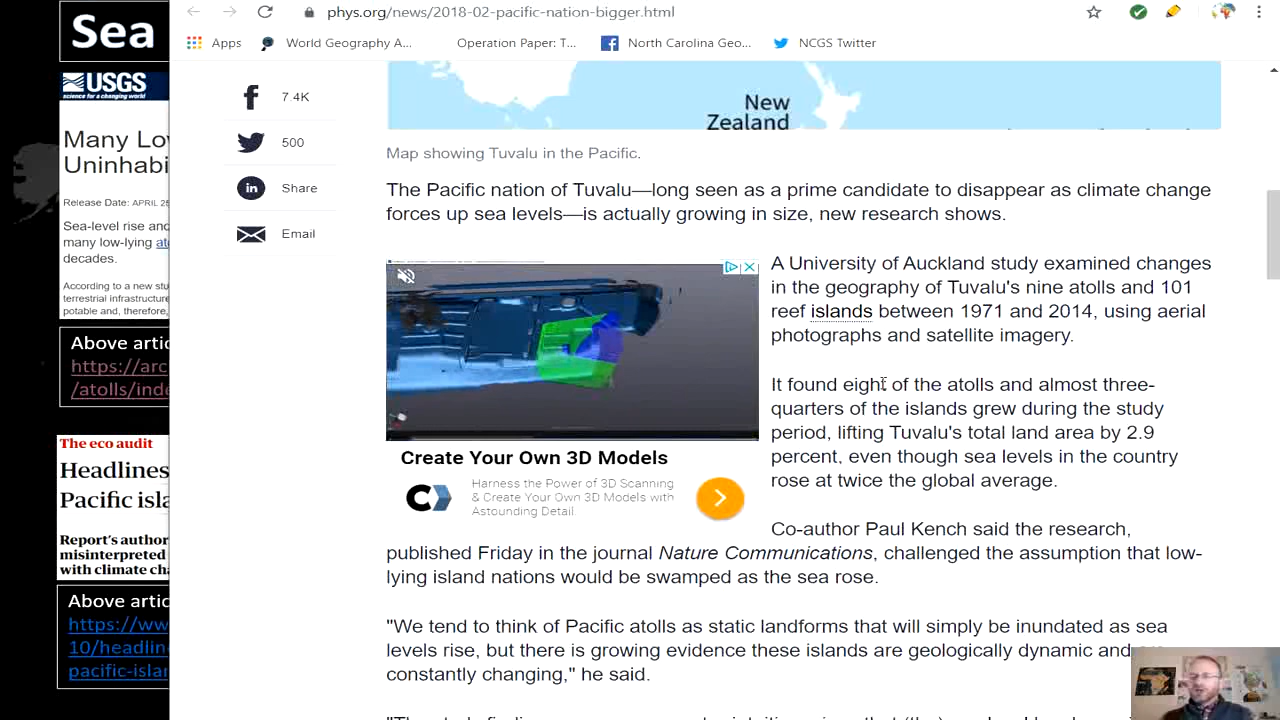 Sea
USGS
science for a changing world
Many Lo
Uninhabi
Release Date: APRIL 25
Sea-level rise and
many low-lying at
decades.
According to a new stu
terrestrial infrastructure
potable and, therefore,
Above artic
https://arc
/atolls/inde
The eco audit
Headlines
Pacific isla
Report's author
misinterpreted
with climate cha
Above artic
https://ww
10/headlin
pacific-islan
phys.org/news/2018-02-pacific-nation-bigger.html
Apps
World Geography A...
Operation Paper: T...
North Carolina Geo...
NCGS Twitter
7.4K
500
Share
Email
New
Zealand
Map showing Tuvalu in the Pacific.
The Pacific nation of Tuvalu—long seen as a prime candidate to disappear as climate change
forces up sea levels—is actually growing in size, new research shows.
A University of Auckland study examined changes
in the geography of Tuvalu's nine atolls and 101
reef islands between 1971 and 2014, using aerial
photographs and satellite imagery.
It found eight of the atolls and almost three-
quarters of the islands grew during the study
period, lifting Tuvalu's total land area by 2.9
percent, even though sea levels in the country
rose at twice the global average.
Create Your Own 3D Models
Harness the Power of 3D Scanning
& Create Your Own 3D Models with
Astounding Detail.
Co-author Paul Kench said the research,
published Friday in the journal Nature Communications, challenged the assumption that low-
lying island nations would be swamped as the sea rose.
"We tend to think of Pacific atolls as static landforms that will simply be inundated as sea
levels rise, but there is growing evidence these islands are geologically dynamic and
constantly changing," he said.